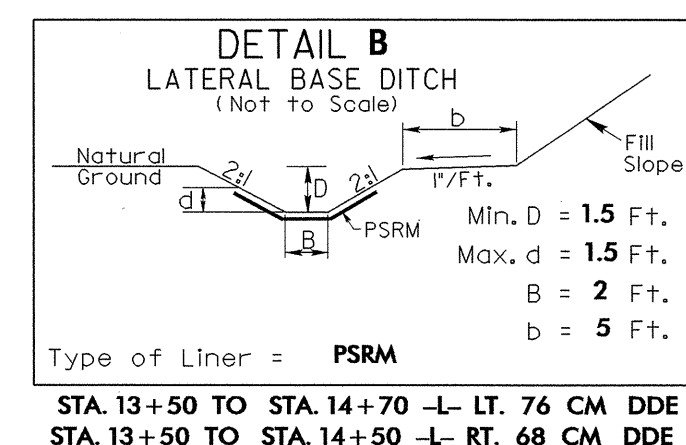 DETAIL B
LATERAL BASE DITCH
(Not to Scale)
b
Natural
Ground
2:1
D
2:1
1"/Ft.
Fill
Slope
d
B
PSRM
Min. D = 1.5 Ft.
Max. d = 1.5 Ft.
B = 2 Ft.
b = 5 Ft.
Type of Liner = PSRM
STA. 13+50 TO STA. 14+70 -L- LT. 76 CM DDE
STA. 13+50 TO STA. 14+50 -L- RT. 68 CM DDE